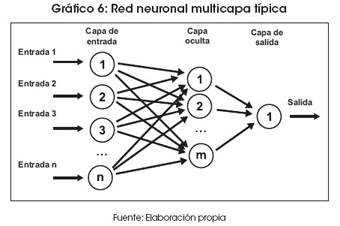 Gráfico 6: Red neuronal multicapa típica
Capa de entrada
Capa oculta
Capa de salida
Entrada 1
1
Entrada 2
2
Entrada 3
3
...
Entrada n
n
1
2
...
m
1
Salida
Fuente: Elaboración propia